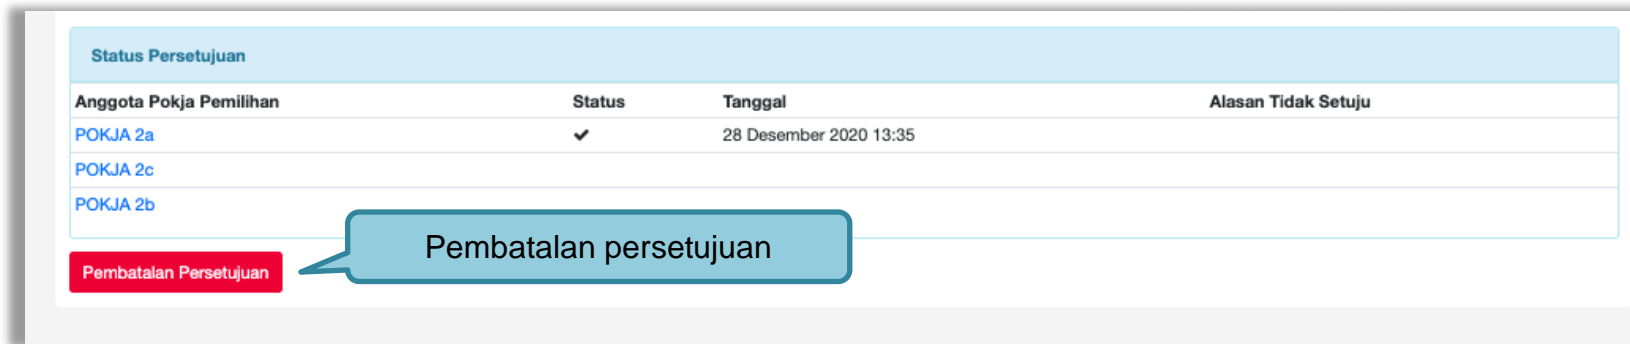 Status Persetujuan
Anggota Pokja Pemilihan Status Tanggal Alasan Tidak Setuju
POKJA 2a ✔ 28 Desember 2020 13:35
POKJA 2c
POKJA 2b
Pembatalan persetujuan
Pembatalan Persetujuan